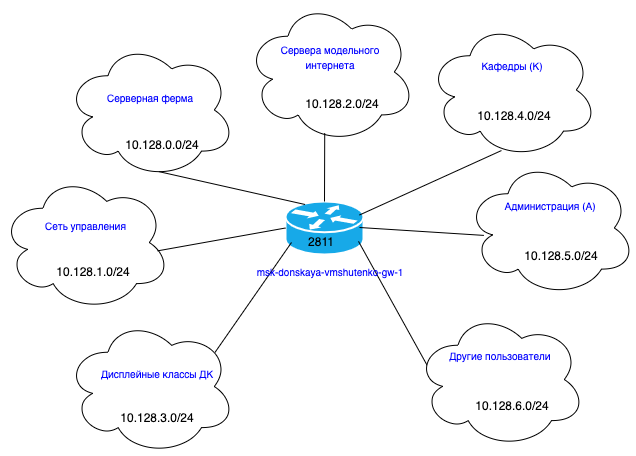 Сервера модельного
интернета
10.128.2.0/24
Кафедры (К)
10.128.4.0/24
Серверная ферма
10.128.0.0/24
Администрация (А)
10.128.5.0/24
Сеть управления
10.128.1.0/24
2811
msk-donskaya-vmshutenko-gw-1
Другие пользователи
10.128.6.0/24
Дисплейные классы ДК
10.128.3.0/24